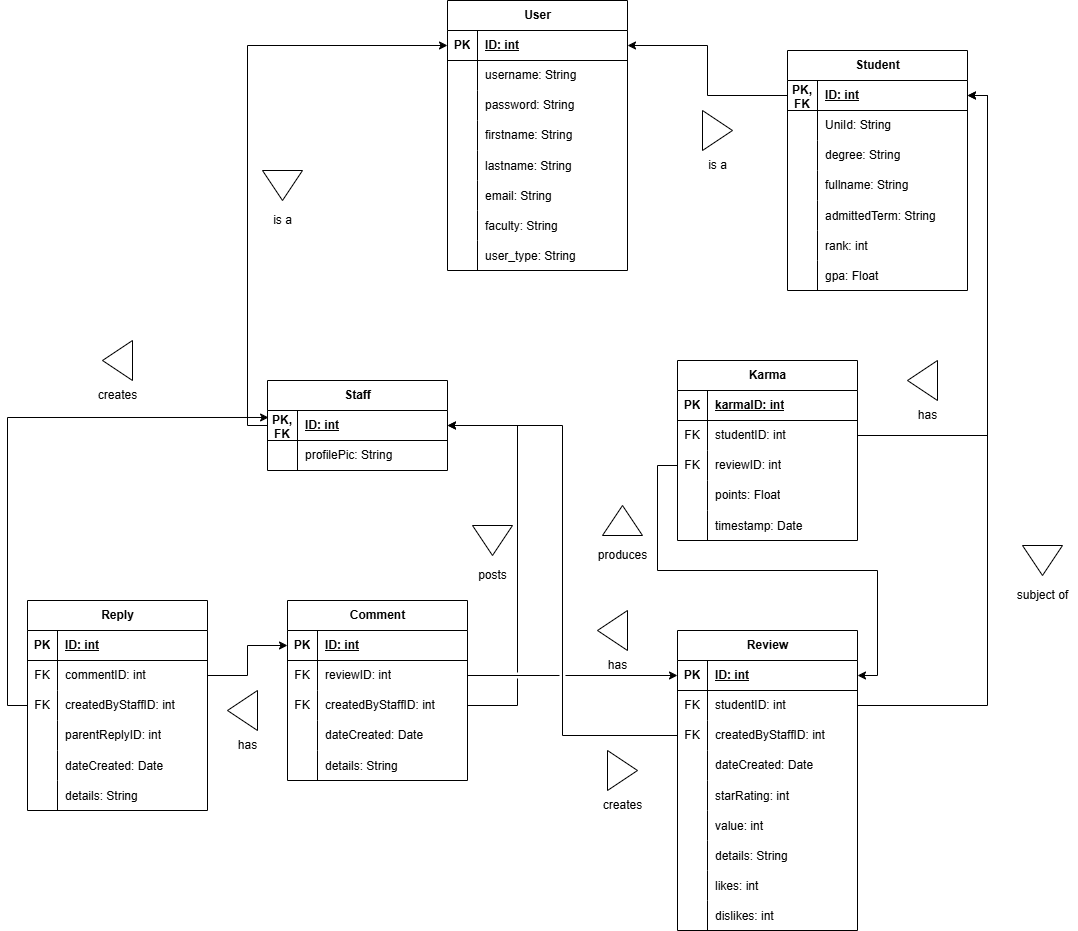 User
PK ID: int
username: String
password: String
firstname: String
lastname: String
email: String
faculty: String
user_type: String
Student
PK,
FK ID: int
UniId: String
degree: String
fullname: String
admittedTerm: String
rank: int
gpa: Float
is a
is a
creates
Staff
PK,
FK ID: int
profilePic: String
Karma
PK karmaID: int
FK studentID: int
FK reviewID: int
points: Float
timestamp: Date
has
posts
produces
subject of
Reply
PK ID: int
FK commentID: int
FK createdByStaffID: int
parentReplyID: int
dateCreated: Date
details: String
has
Comment
PK ID: int
FK reviewID: int
FK createdByStaffID: int
dateCreated: Date
details: String
has
creates
Review
PK ID: int
FK studentID: int
FK createdByStaffID: int
dateCreated: Date
starRating: int
value: int
details: String
likes: int
dislikes: int